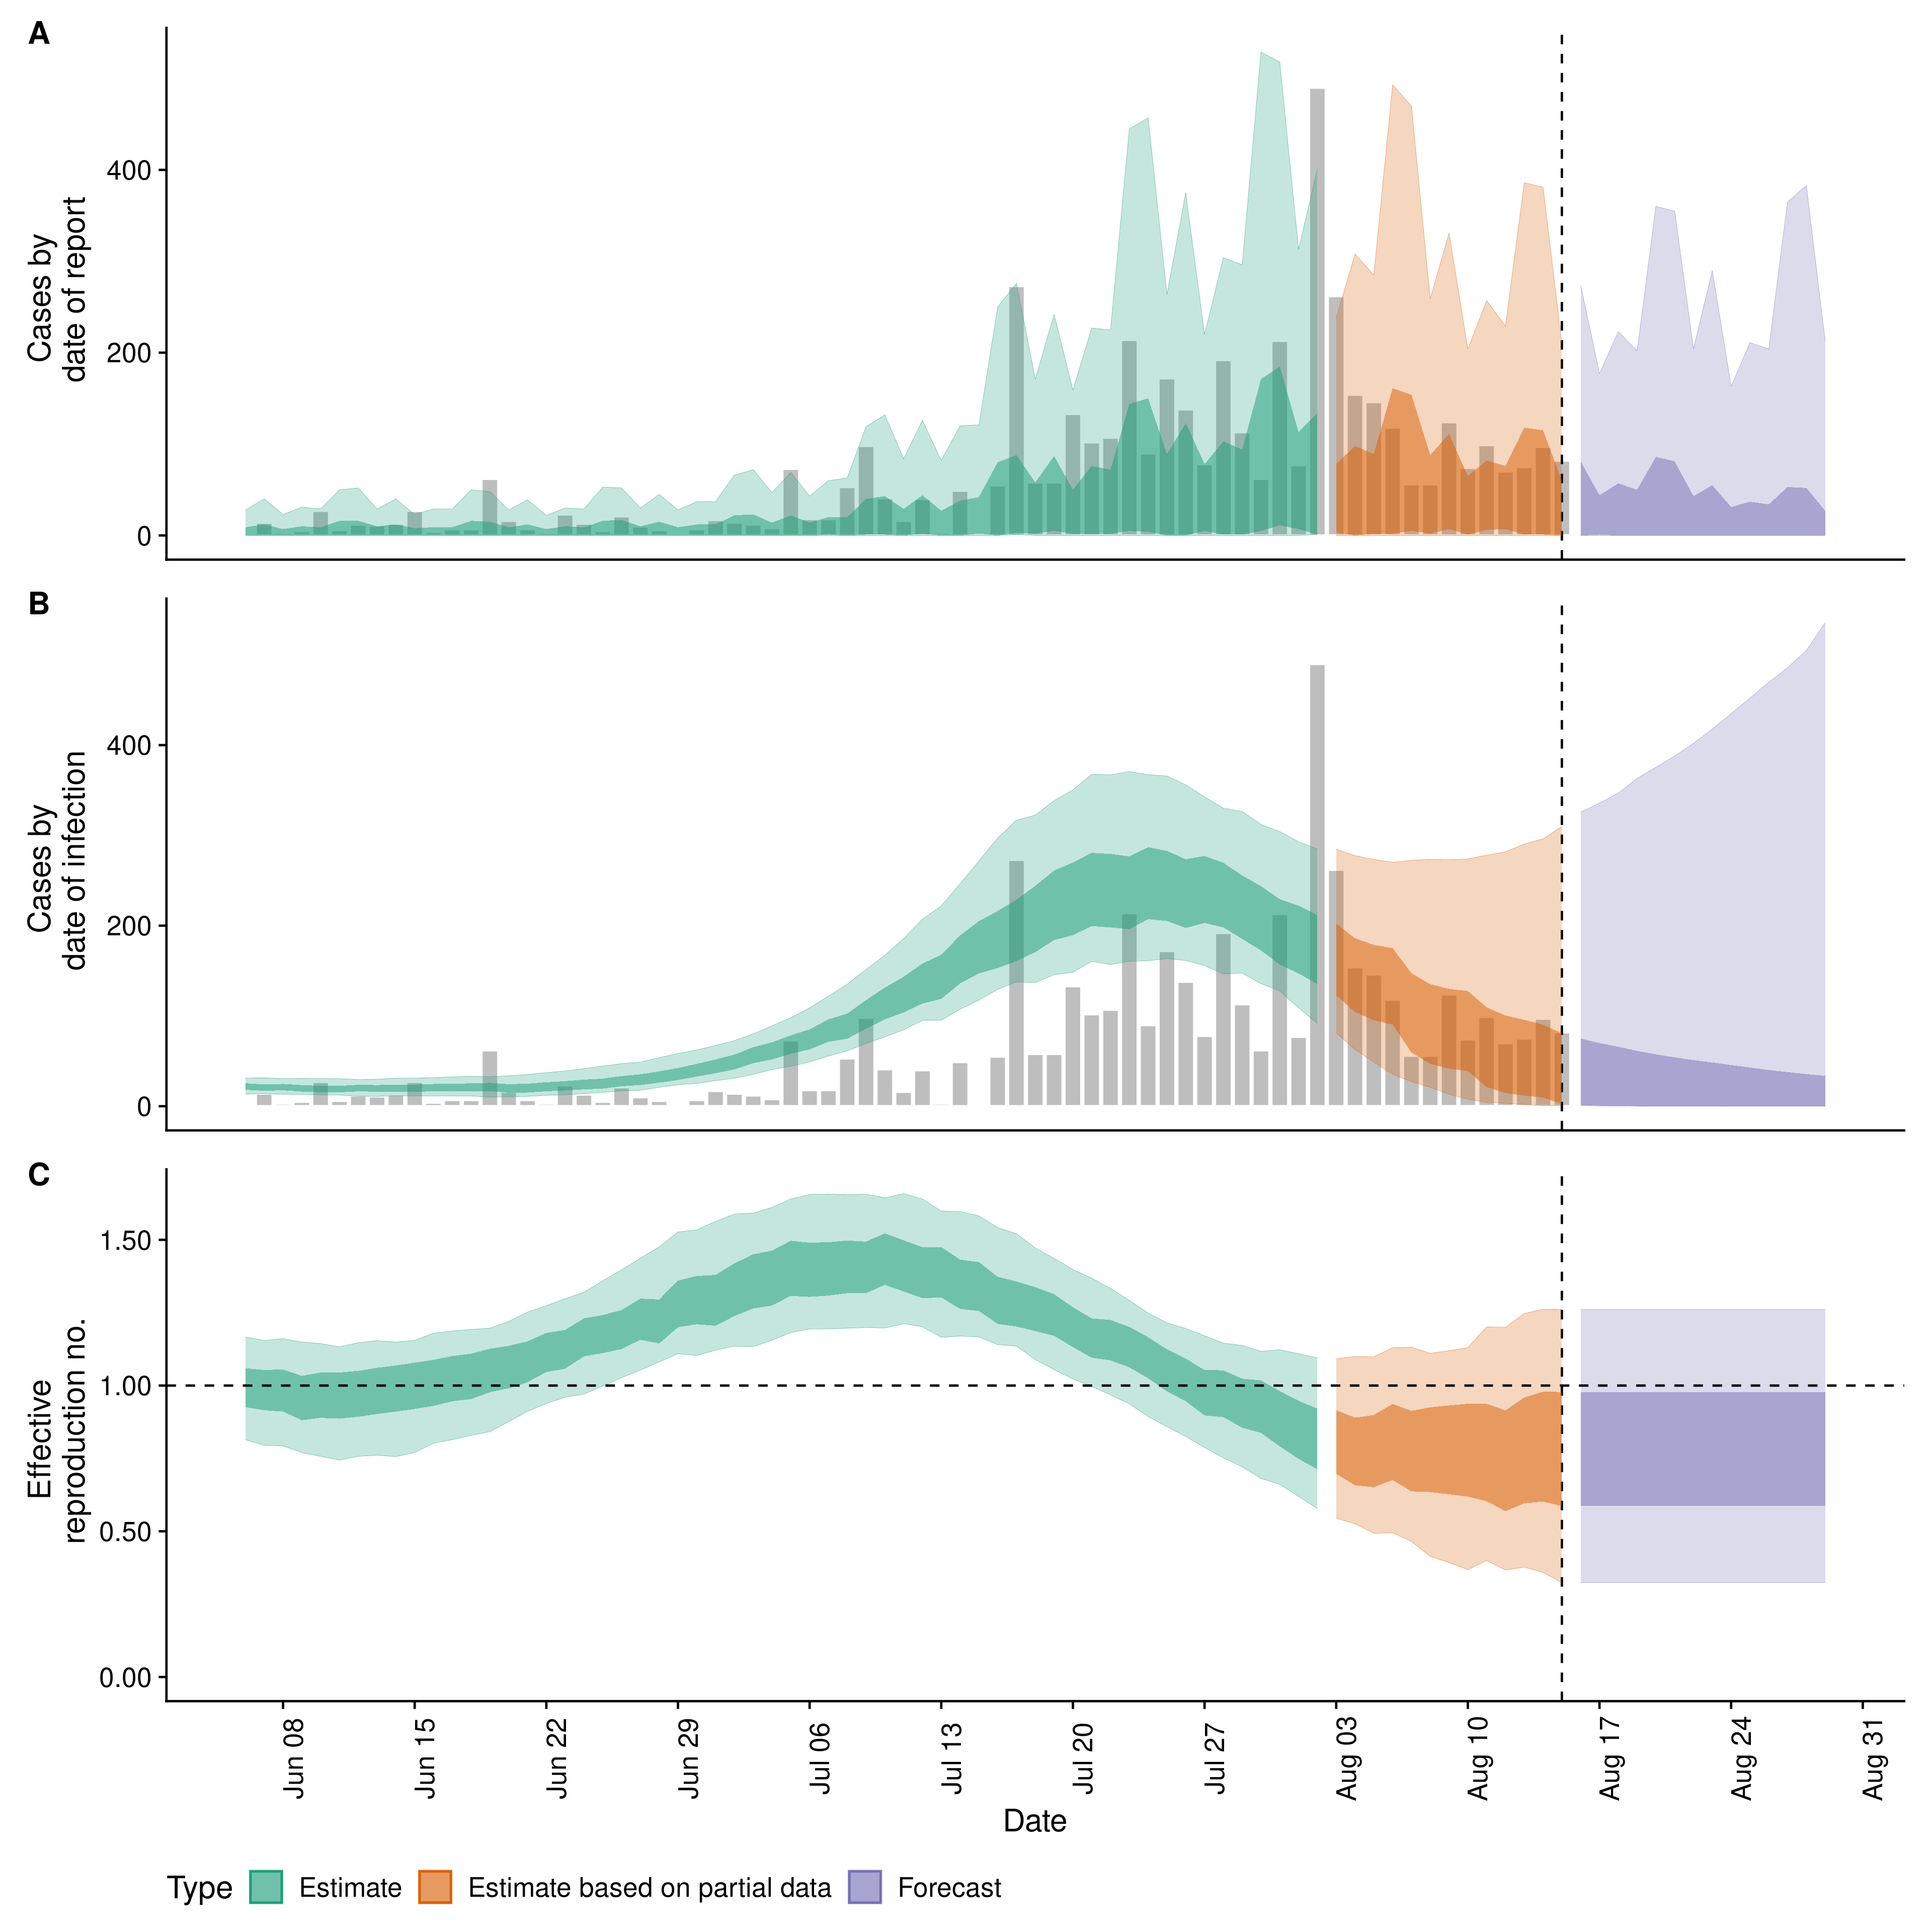 A
Cases by
date of report
400
200
0
B
Cases by
date of infection
400
200
0
C
Effective
reproduction no.
1.50
1.00
0.50
0.00
Jun 08
Jun 15
Jun 22
Jun 29
Jul 06
Jul 13
Jul 20
Jul 27
Aug 03
Aug 10
Aug 17
Aug 24
Aug 31
Date
Type Estimate Estimate based on partial data Forecast